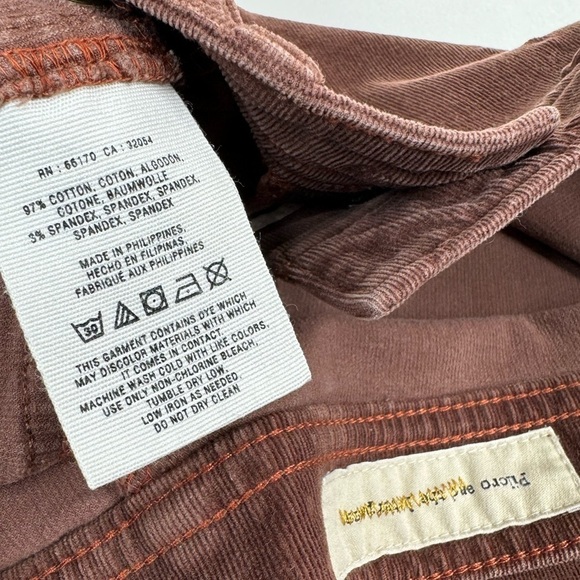 RN : 66170 CA : 32054
97% COTTON, COTON, ALGODÓN,
COTONE, BAUMWOLLE
3% SPANDEX, SPANDEX, SPANDEX,
SPANDEX, SPANDEX
MADE IN PHILIPPINES.
HECHO EN FILIPINAS.
FABRIQUÉ AUX PHILIPPINES
30
THIS GARMENT CONTAINS DYE WHICH
MAY DISCOLOR MATERIALS WITH WHICH
IT COMES IN CONTACT.
MACHINE WASH COLD WITH LIKE COLORS,
USE ONLY NON-CHLORINE BLEACH,
TUMBLE DRY LOW,
LOW IRON AS NEEDED.
DO NOT DRY CLEAN
Pilcro and the